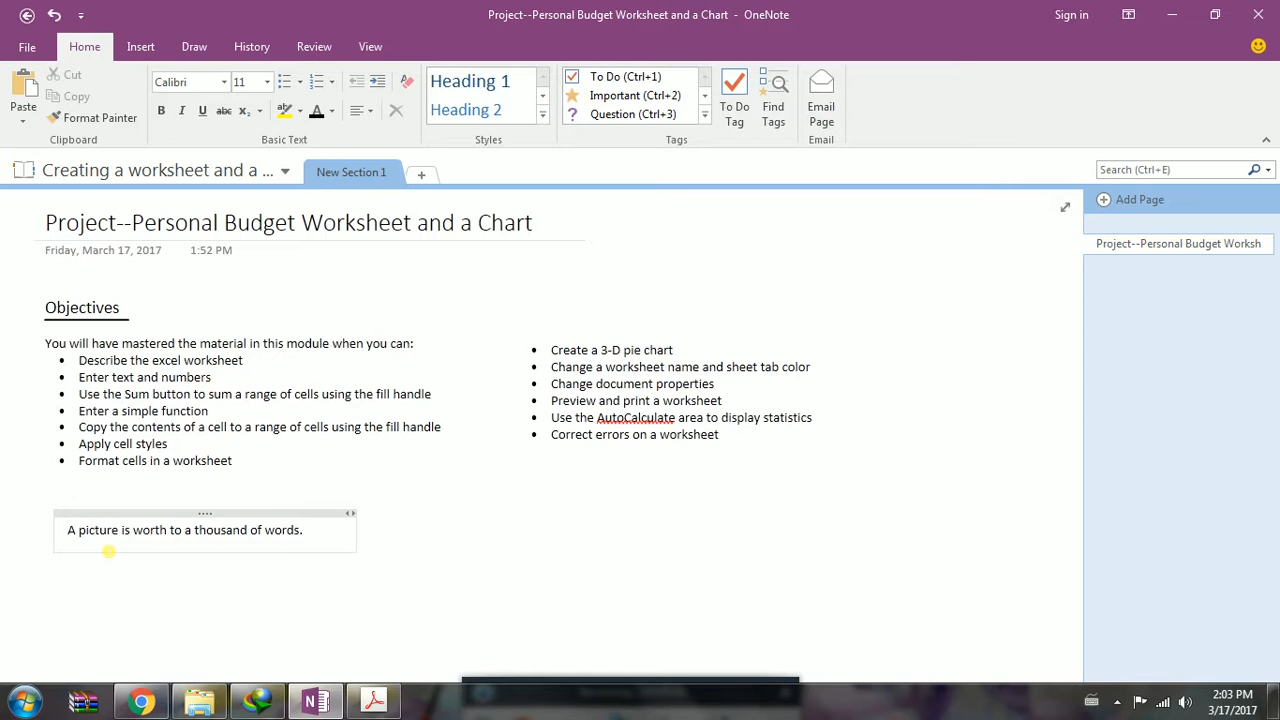 Project--Personal Budget Worksheet and a Chart - OneNote
Sign in
File
Home
Insert
Draw
History
Review
View
Paste
Cut
Copy
Format Painter
Clipboard
Calibri
11
B I U abc X₂
A
Basic Text
Heading 1
Heading 2
Styles
To Do (Ctrl+1)
Important (Ctrl+2)
? Question (Ctrl+3)
To Do
Tag
Find
Tags
Tags
Email
Page
Email
Creating a worksheet and a ...
New Section 1
+
Search (Ctrl+E)
Add Page
Project--Personal Budget Worksh
Project--Personal Budget Worksheet and a Chart
Friday, March 17, 2017 1:52 PM
Objectives
You will have mastered the material in this module when you can:
• Describe the excel worksheet
• Enter text and numbers
• Use the Sum button to sum a range of cells using the fill handle
• Enter a simple function
• Copy the contents of a cell to a range of cells using the fill handle
• Apply cell styles
• Format cells in a worksheet
• Create a 3-D pie chart
• Change a worksheet name and sheet tab color
• Change document properties
• Preview and print a worksheet
• Use the AutoCalculate area to display statistics
• Correct errors on a worksheet
A picture is worth to a thousand of words.
2:03 PM
3/17/2017